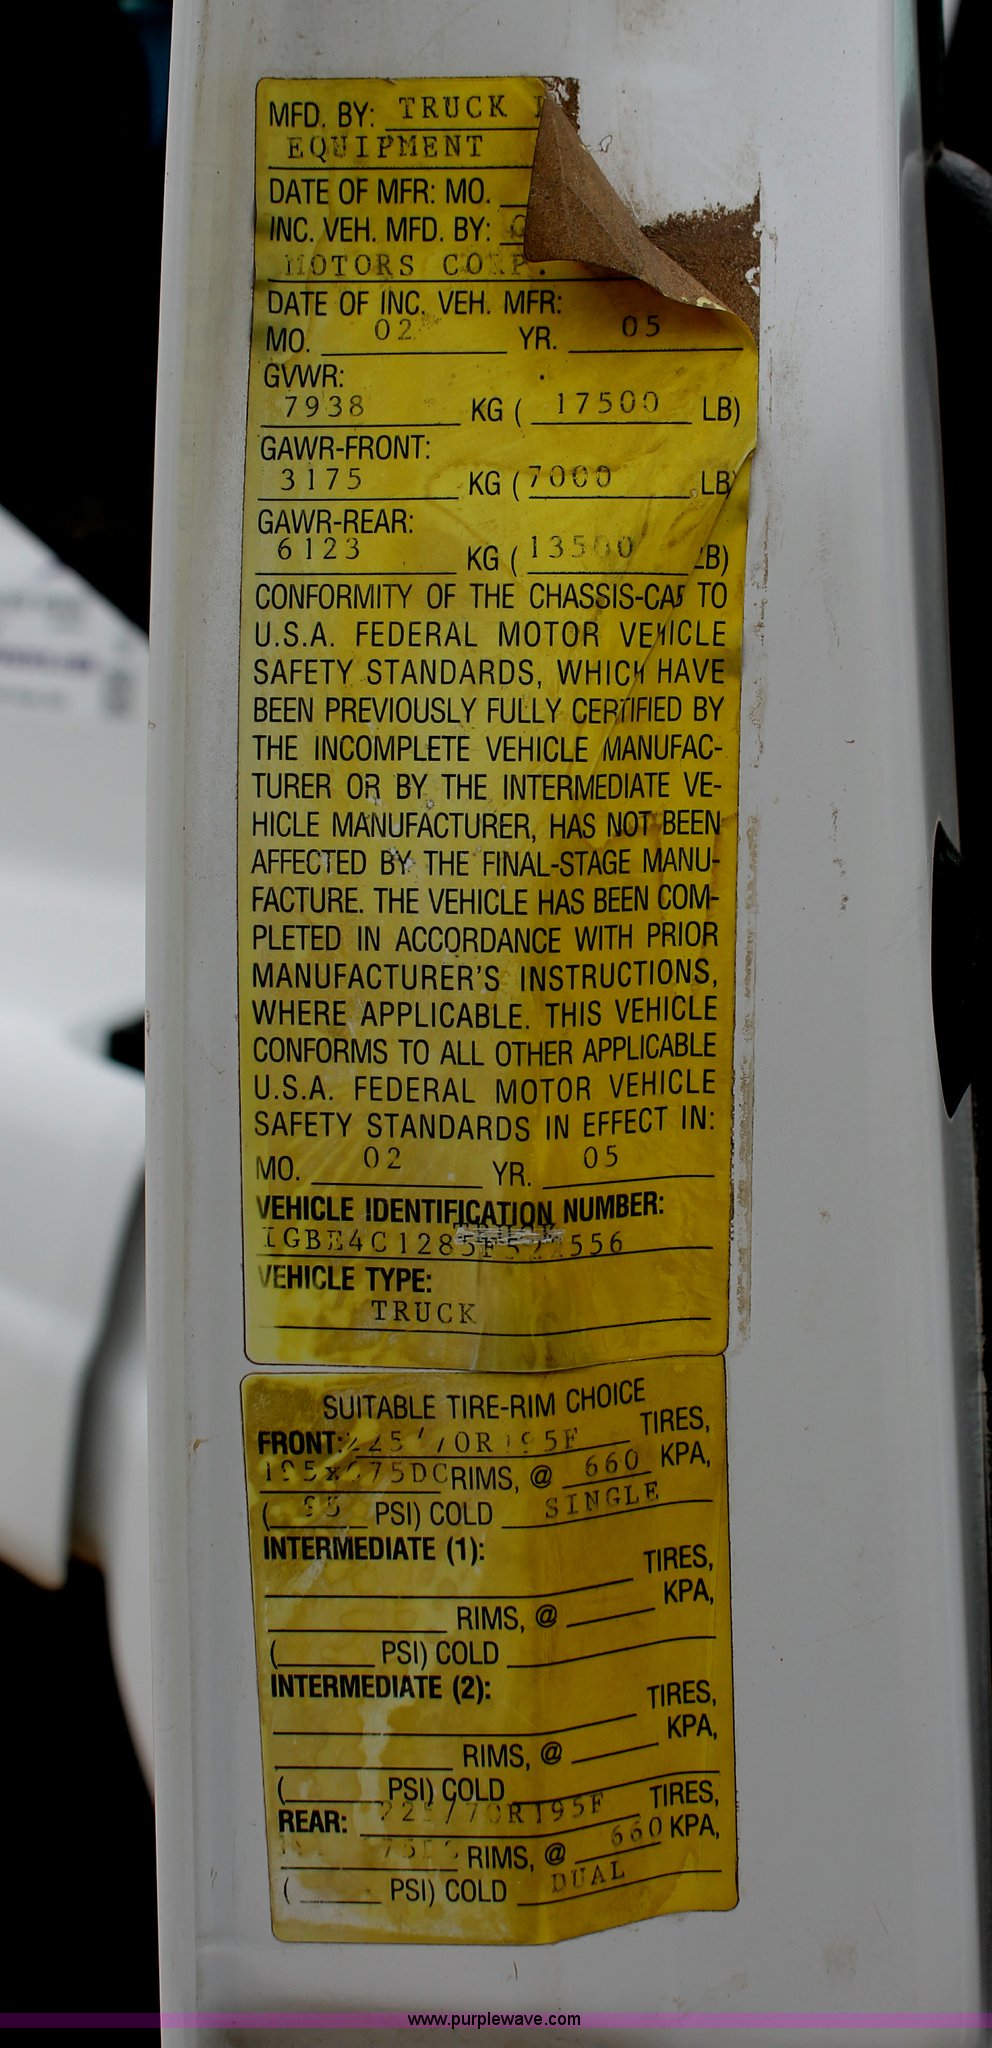 MFD. BY: TRUCK
EQUIPMENT
DATE OF MFR: MO.
INC. VEH. MFD. BY:
MOTORS CORP.
DATE OF INC. VEH. MFR:
MO. 02 YR. 05
GVWR:
7938 KG ( 17500 LB)
GAWR-FRONT:
3175 KG ( 7000 LB)
GAWR-REAR:
6123 KG ( 13500 LB)
CONFORMITY OF THE CHASSIS-CAB TO
U.S.A. FEDERAL MOTOR VEHICLE
SAFETY STANDARDS, WHICH HAVE
BEEN PREVIOUSLY FULLY CERTIFIED BY
THE INCOMPLETE VEHICLE MANUFAC-
TURER OR BY THE INTERMEDIATE VE-
HICLE MANUFACTURER, HAS NOT BEEN
AFFECTED BY THE FINAL-STAGE MANU-
FACTURE. THE VEHICLE HAS BEEN COM-
PLETED IN ACCORDANCE WITH PRIOR
MANUFACTURER'S INSTRUCTIONS,
WHERE APPLICABLE. THIS VEHICLE
CONFORMS TO ALL OTHER APPLICABLE
U.S.A. FEDERAL MOTOR VEHICLE
SAFETY STANDARDS IN EFFECT IN:
MO. 02 YR. 05
VEHICLE IDENTIFICATION NUMBER:
VEHICLE TYPE:
TRUCK
SUITABLE TIRE-RIM CHOICE
FRONT: 225/70R195F TIRES,
195x675DC RIMS, @ 660 KPA,
( 95 PSI) COLD SINGLE
INTERMEDIATE (1):
TIRES,
RIMS, @ KPA,
( PSI) COLD
INTERMEDIATE (2):
TIRES,
RIMS, @ KPA,
( PSI) COLD
REAR: 225/70R195F TIRES,
RIMS, @ 660 KPA,
( PSI) COLD DUAL
www.purplewave.com